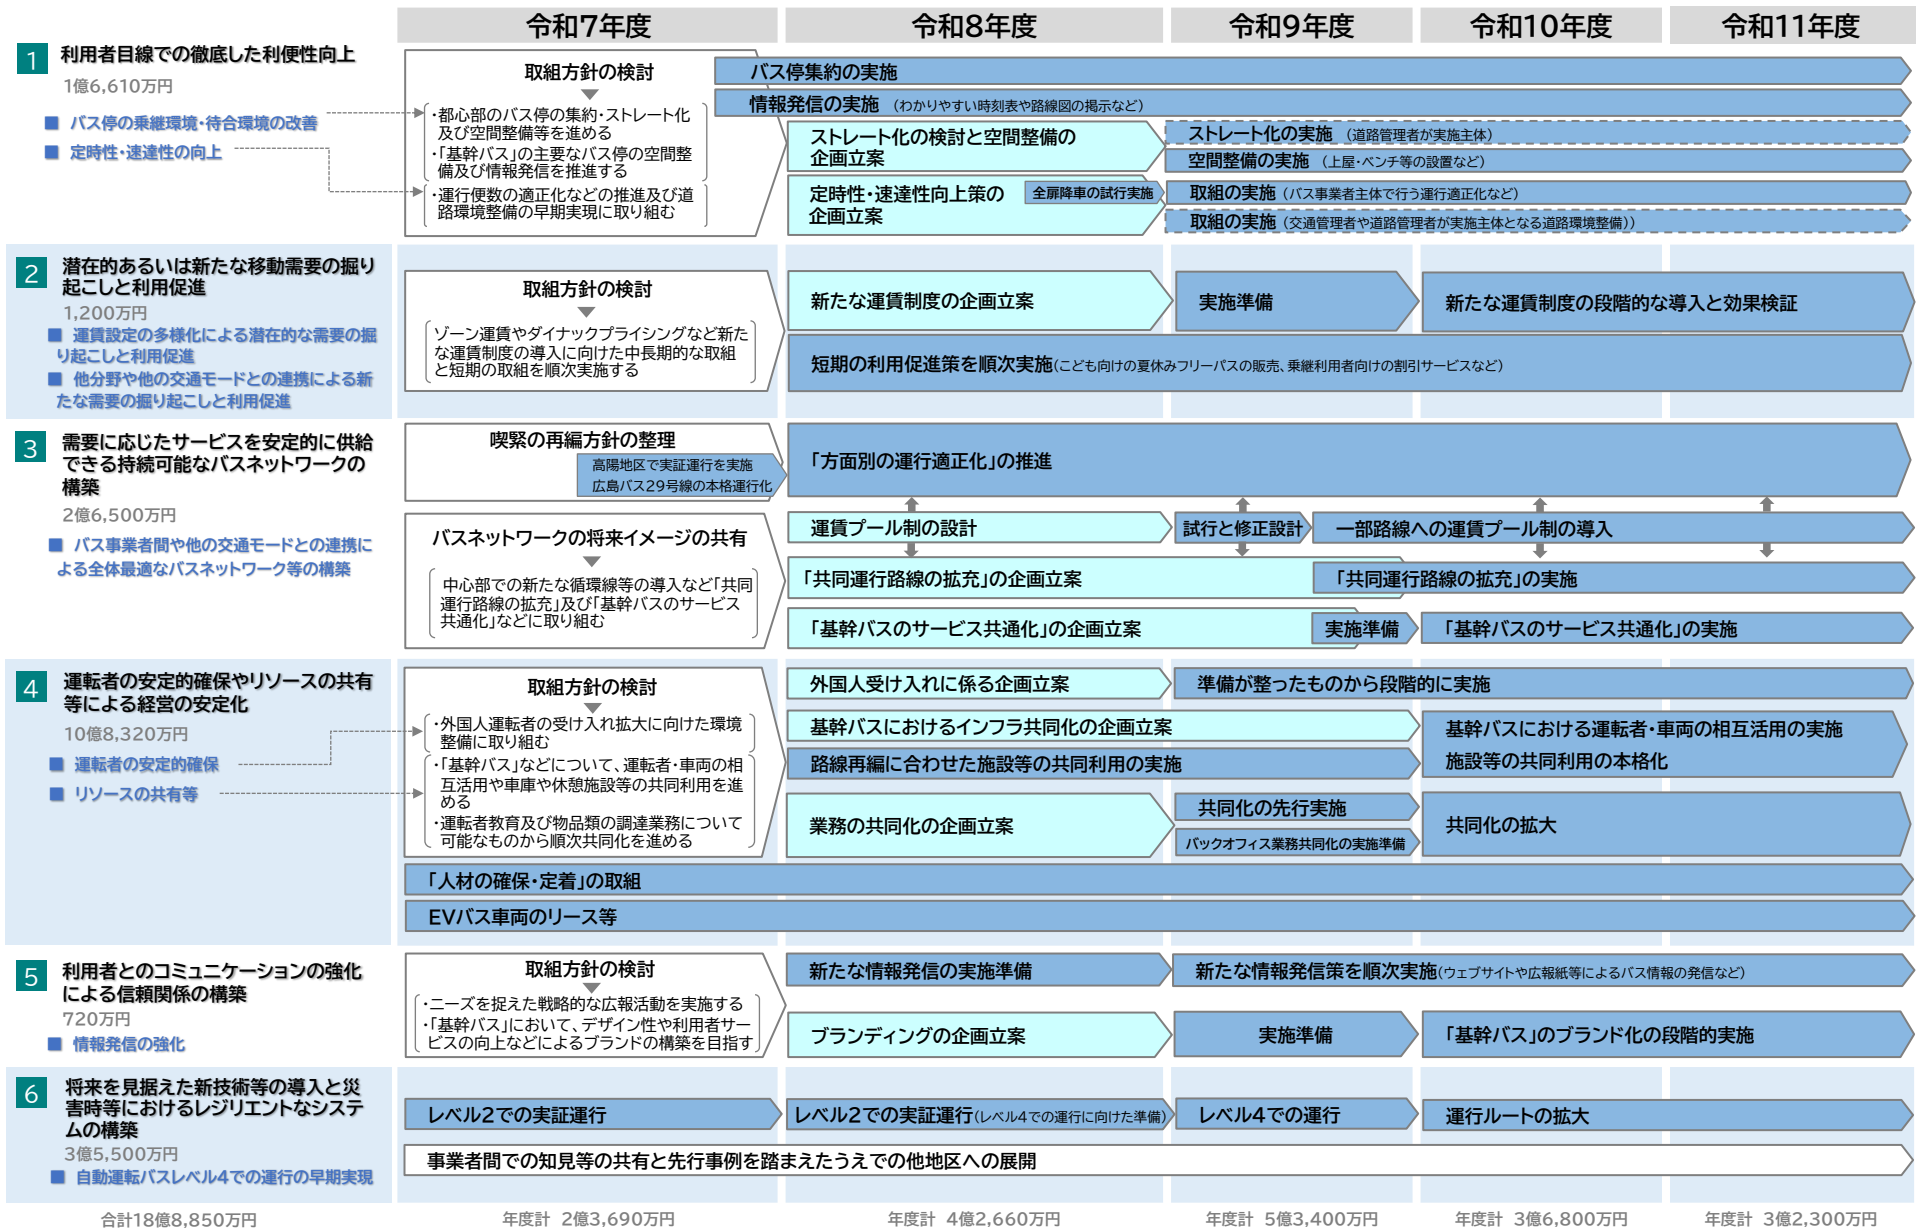 令和7年度
令和8年度
令和9年度
令和10年度
令和11年度
1
利用者目線での徹底した利便性向上
1億6,610万円
■ バス停の乗継環境・待合環境の改善
■ 定時性・速達性の向上
取組方針の検討
・都心部のバス停の集約・ストレート化
及び空間整備等を進める
・「基幹バス」の主要なバス停の空間整
備及び情報発信を推進する
・運行便数の適正化などの推進及び道
路環境整備の早期実現に取り組む
バス停集約の実施
情報発信の実施 (わかりやすい時刻表や路線図の掲示など)
ストレート化の検討と空間整備の
企画立案
ストレート化の実施 (道路管理者が実施主体)
空間整備の実施 (上屋・ベンチ等の設置など)
定時性・速達性向上策の
企画立案
全扉降車の試行実施
取組の実施 (バス事業者主体で行う運行適正化など)
取組の実施 (交通管理者や道路管理者が実施主体となる道路環境整備))
2
潜在的あるいは新たな移動需要の掘り
起こしと利用促進
1,200万円
■ 運賃設定の多様化による潜在的な需要の掘
り起こしと利用促進
■ 他分野や他の交通モードとの連携による新
たな需要の掘り起こしと利用促進
取組方針の検討
ゾーン運賃やダイナックプライシングなど新た
な運賃制度の導入に向けた中長期的な取組
と短期の取組を順次実施する
新たな運賃制度の企画立案
実施準備
新たな運賃制度の段階的な導入と効果検証
短期の利用促進策を順次実施(こども向けの夏休みフリーパスの販売、乗継利用者向けの割引サービスなど)
3
需要に応じたサービスを安定的に供給
できる持続可能なバスネットワークの
構築
2億6,500万円
■ バス事業者間や他の交通モードとの連携に
よる全体最適なバスネットワーク等の構築
喫緊の再編方針の整理
高陽地区で実証運行を実施
広島バス29号線の本格運行化
「方面別の運行適正化」の推進
バスネットワークの将来イメージの共有
中心部での新たな循環線等の導入など「共同
運行路線の拡充」及び「基幹バスのサービス
共通化」などに取り組む
運賃プール制の設計
試行と修正設計
一部路線への運賃プール制の導入
「共同運行路線の拡充」の企画立案
「共同運行路線の拡充」の実施
「基幹バスのサービス共通化」の企画立案
実施準備
「基幹バスのサービス共通化」の実施
4
運転者の安定的確保やリソースの共有
等による経営の安定化
10億8,320万円
■ 運転者の安定的確保
■ リソースの共有等
取組方針の検討
・外国人運転者の受け入れ拡大に向けた環境
整備に取り組む
・「基幹バス」などについて、運転者・車両の相
互活用や車庫や休憩施設等の共同利用を進
める
・運転者教育及び物品類の調達業務について
可能なものから順次共同化を進める
外国人受け入れに係る企画立案
準備が整ったものから段階的に実施
基幹バスにおけるインフラ共同化の企画立案
路線再編に合わせた施設等の共同利用の実施
基幹バスにおける運転者・車両の相互活用の実施
施設等の共同利用の本格化
業務の共同化の企画立案
共同化の先行実施
バックオフィス業務共同化の実施準備
共同化の拡大
「人材の確保・定着」の取組
EVバス車両のリース等
5
利用者とのコミュニケーションの強化
による信頼関係の構築
720万円
■ 情報発信の強化
取組方針の検討
・ニーズを捉えた戦略的な広報活動を実施する
・「基幹バス」において、デザイン性や利用者サー
ビスの向上などによるブランドの構築を目指す
新たな情報発信の実施準備
新たな情報発信策を順次実施(ウェブサイトや広報紙等によるバス情報の発信など)
ブランディングの企画立案
実施準備
「基幹バス」のブランド化の段階的実施
6
将来を見据えた新技術等の導入と災
害時等におけるレジリエントなシステ
ムの構築
3億5,500万円
■ 自動運転バスレベル4での運行の早期実現
レベル2での実証運行
レベル2での実証運行(レベル4での運行に向けた準備)
レベル4での運行
運行ルートの拡大
事業者間での知見等の共有と先行事例を踏まえたうえでの他地区への展開
合計18億8,850万円
年度計 2億3,690万円
年度計 4億2,660万円
年度計 5億3,400万円
年度計 3億6,800万円
年度計 3億2,300万円